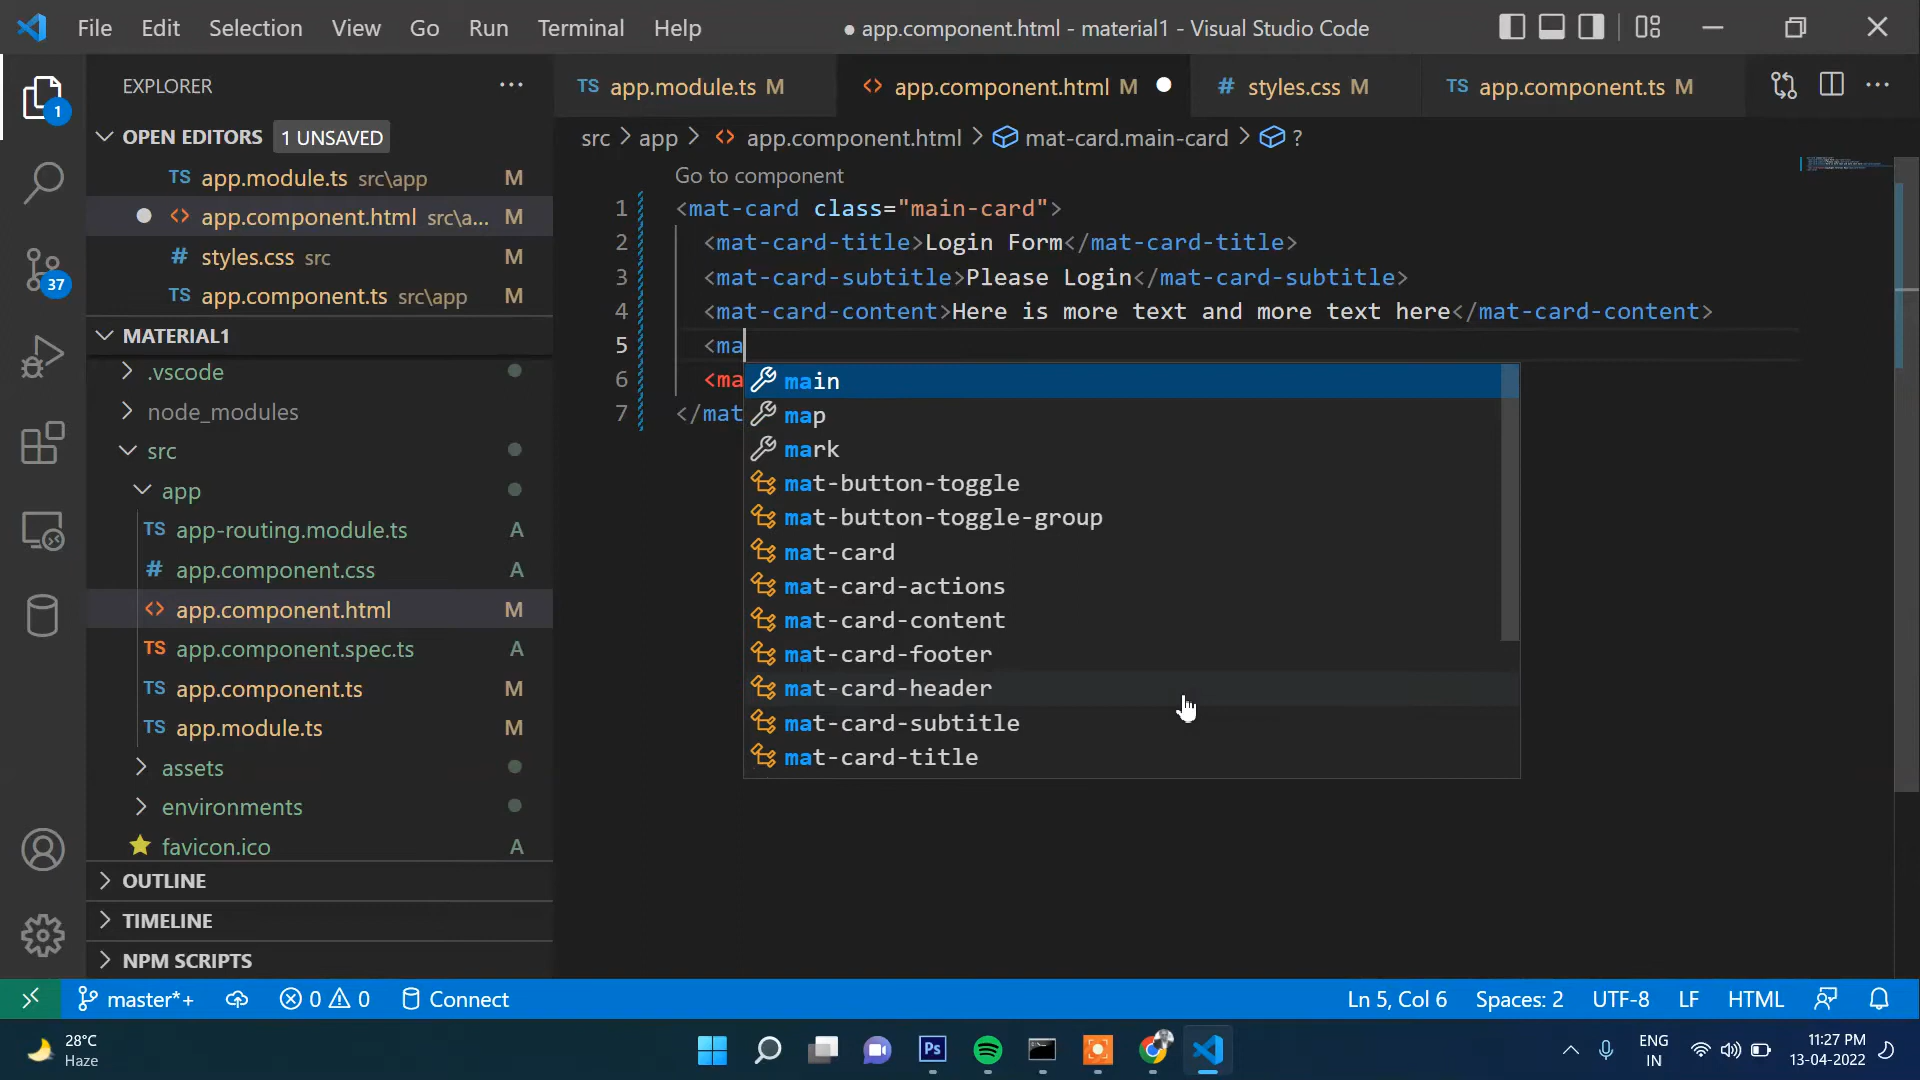 File Edit Selection View Go Run Terminal Help
● app.component.html - material1 - Visual Studio Code
EXPLORER ···
TS app.module.ts M
<> app.component.html M ●
# styles.css M
TS app.component.ts M
···
1
OPEN EDITORS 1 UNSAVED
TS app.module.ts src\app M
<> app.component.html src\a... M
# styles.css src M
TS app.component.ts src\app M
37
MATERIAL1
.vscode
node_modules
src
app
TS app-routing.module.ts A
# app.component.css A
<> app.component.html M
TS app.component.spec.ts A
TS app.component.ts M
TS app.module.ts M
assets
environments
favicon.ico A
OUTLINE
TIMELINE
NPM SCRIPTS
src > app > <> app.component.html > mat-card.main-card > ?
Go to component
1 <mat-card class="main-card">
2 <mat-card-title>Login Form</mat-card-title>
3 <mat-card-subtitle>Please Login</mat-card-subtitle>
4 <mat-card-content>Here is more text and more text here</mat-card-content>
5 <ma
6 <ma
7 </mat
main
map
mark
mat-button-toggle
mat-button-toggle-group
mat-card
mat-card-actions
mat-card-content
mat-card-footer
mat-card-header
mat-card-subtitle
mat-card-title
master*+ 0 0 Connect
Ln 5, Col 6 Spaces: 2 UTF-8 LF HTML
28°C
Haze
Ps
ENG
IN
11:27 PM
13-04-2022